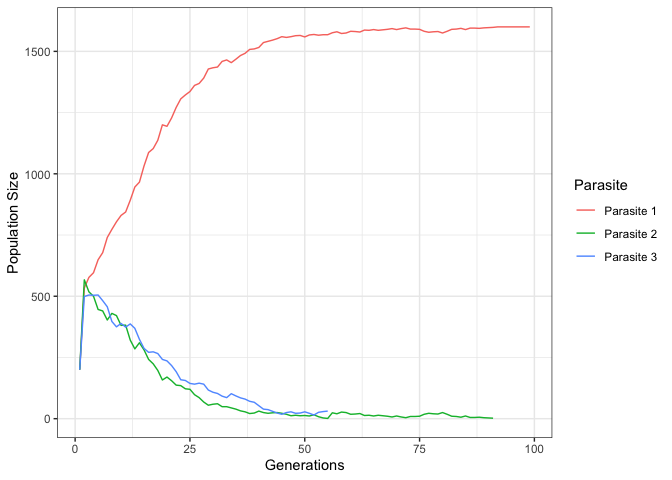 Population Size
1500
1000
500
0
0 25 50 75 100
Generations
Parasite
Parasite 1
Parasite 2
Parasite 3